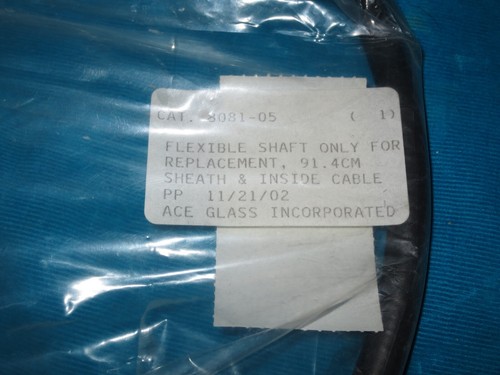 CAT. 8081-05 ( 1)
FLEXIBLE SHAFT ONLY FOR
REPLACEMENT, 91.4CM
SHEATH & INSIDE CABLE
PP 11/21/02
ACE GLASS INCORPORATED